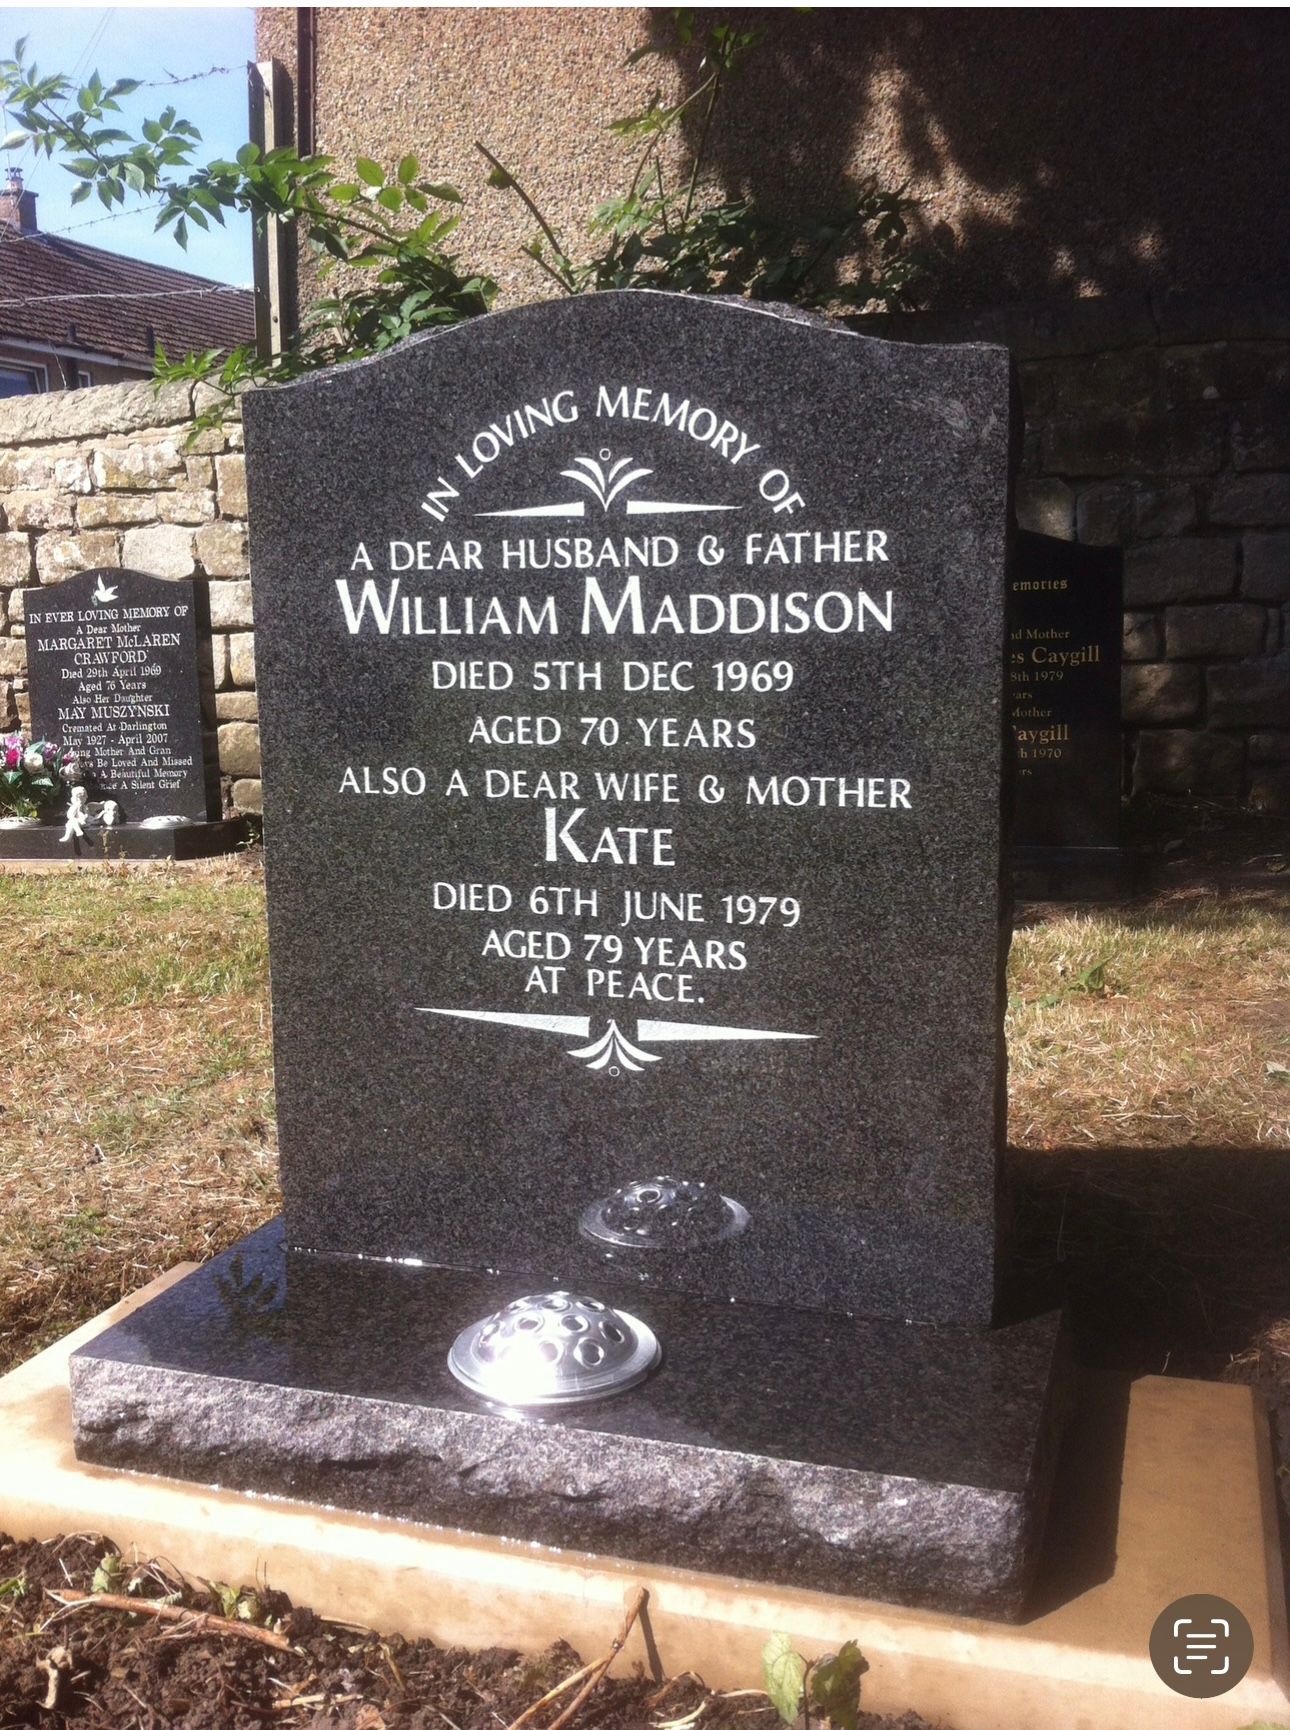 IN LOVING MEMORY OF
A DEAR HUSBAND & FATHER
WILLIAM MADDISON
DIED 5TH DEC 1969
AGED 70 YEARS
ALSO A DEAR WIFE & MOTHER
KATE
DIED 6TH JUNE 1979
AGED 79 YEARS
AT PEACE.
IN EVER LOVING MEMORY OF
A Dear Mother
MARGARET McLAREN
CRAWFORD
Died 29th April 1969
Aged 76 Years
Also Her Daughter
MAY MUSZYNSKI
Cremated At Darlington
May 1927 - April 2007
Mother And Gran
Be Loved And Missed
A Beautiful Memory
A Silent Grief
Mother
Caygill
1979
Mother
Caygill
1970